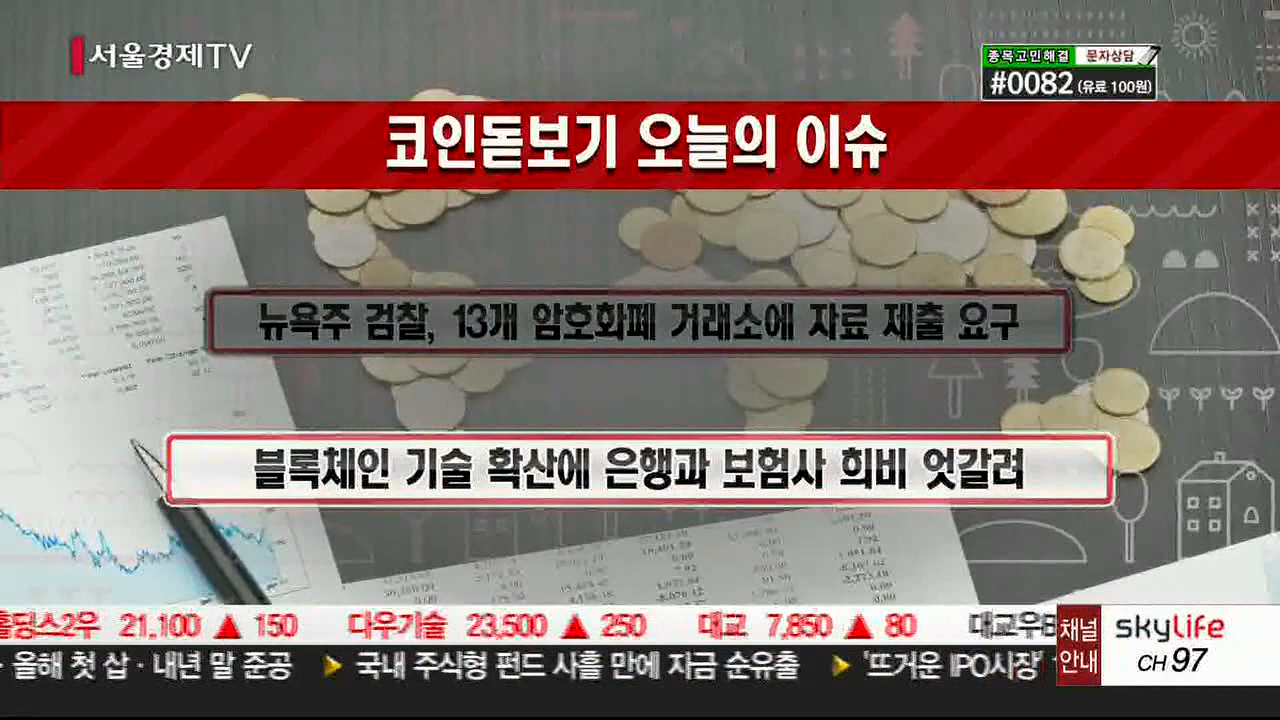 서울경제TV
종목고민해결 문자상담
#0082 (유료 100원)
코인돋보기 오늘의 이슈
뉴욕주 검찰, 13개 암호화폐 거래소에 자료 제출 요구
블록체인 기술 확산에 은행과 보험사 희비 엇갈려
홀딩스2우 21,100 ▲ 150 다우기술 23,500 ▲ 250 대교 7,850 ▲ 80
올해 첫 삽·내년 말 준공 국내 주식형 펀드 사흘 만에 자금 순유출 '뜨거운 IPO시장'
채널안내
skylife
CH 97